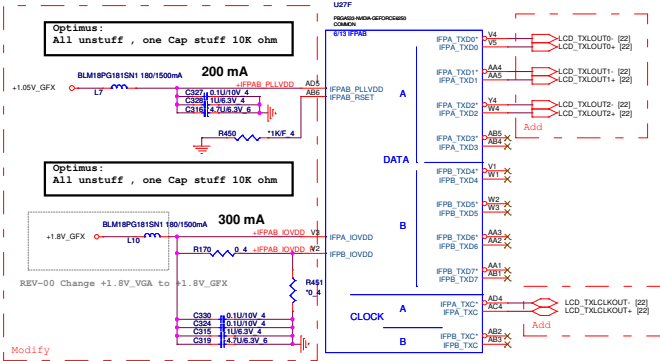 U27F
PBGA533-NVIDIA-GEFORCE8250
COMMON
6/13 IFPAB
Optimus:
All unstuff , one Cap stuff 10K ohm
200 mA
+1.05V_GFX
BLM18PG181SN1 180/1500mA
L7
+IFPAB_PLLVDD AD5
AB6
IFPAB_PLLVDD
IFPAB_RSET
C327 0.1U/10V_4
C328 1U/6.3V_4
C316 4.7U/6.3V_6
R450 *1K/F_4
Optimus:
All unstuff , one Cap stuff 10K ohm
300 mA
BLM18PG181SN1 180/1500mA
+1.8V_GFX
L10
+IFPAB_IOVDD V3
IFPA_IOVDD
R170 0_4
+IFPAB_IOVDD Y2
IFPB_IOVDD
REV-00 Change +1.8V_VGA to +1.8V_GFX
R451
*0_4
C330 0.1U/10V_4
C324 0.1U/10V_4
C315 1U/6.3V_4
C319 4.7U/6.3V_6
Modify
A
DATA
B
CLOCK
A
B
IFPA_TXD0* V4 LCD_TXLOUT0- [22]
IFPA_TXD0 V5 LCD_TXLOUT0+ [22]
IFPA_TXD1* AA4 LCD_TXLOUT1- [22]
IFPA_TXD1 AA5 LCD_TXLOUT1+ [22]
IFPA_TXD2* Y4 LCD_TXLOUT2- [22]
IFPA_TXD2 W4 LCD_TXLOUT2+ [22]
Add
IFPA_TXD3* AB5
IFPA_TXD3 AB4
IFPB_TXD4* V1
IFPB_TXD4 W1
IFPB_TXD5* W2
IFPB_TXD5 W3
IFPB_TXD6* AA3
IFPB_TXD6 AA2
IFPB_TXD7* AA1
IFPB_TXD7 AB1
IFPA_TXC* AD4 LCD_TXLCLKOUT- [22]
IFPA_TXC AC4 LCD_TXLCLKOUT+ [22]
Add
IFPB_TXC* AB2
IFPB_TXC AB3